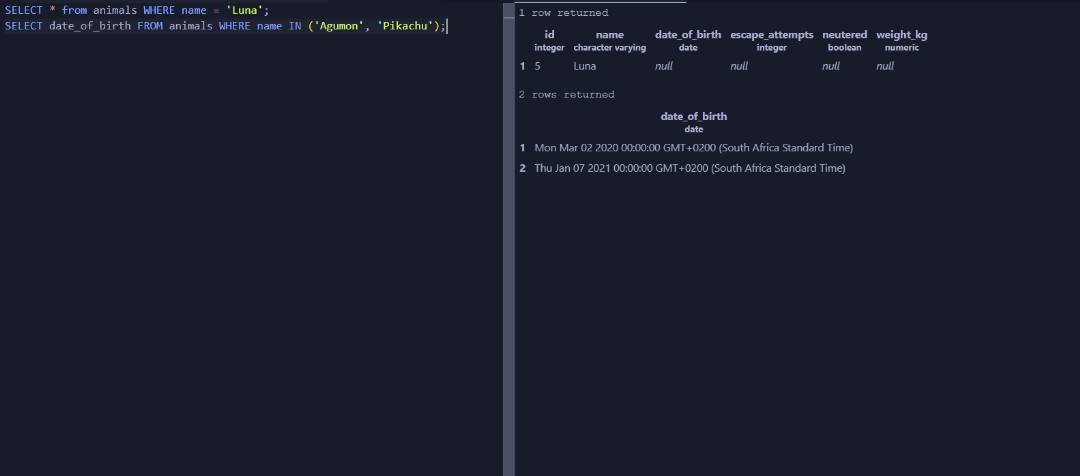 SELECT * from animals WHERE name = 'Luna';
SELECT date_of_birth FROM animals WHERE name IN ('Agumon', 'Pikachu');
1 row returned
id name date_of_birth escape_attempts neutered weight_kg
integer character varying date integer boolean numeric
1 5 Luna null null null null
2 rows returned
date_of_birth
date
1 Mon Mar 02 2020 00:00:00 GMT+0200 (South Africa Standard Time)
2 Thu Jan 07 2021 00:00:00 GMT+0200 (South Africa Standard Time)